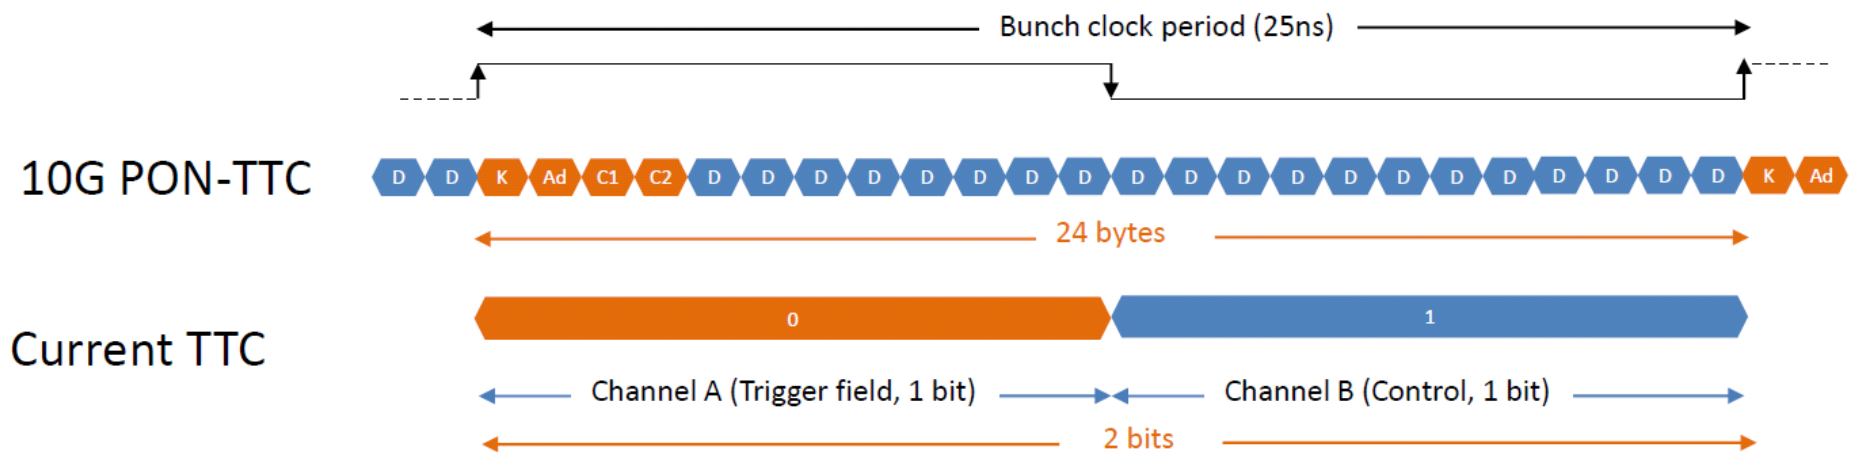 Bunch clock period (25ns)
10G PON-TTC
D D K Ad C1 C2 D D D D D D D D D D D D D D D D D D D D K Ad
24 bytes
Current TTC
0 1
Channel A (Trigger field, 1 bit) Channel B (Control, 1 bit)
2 bits